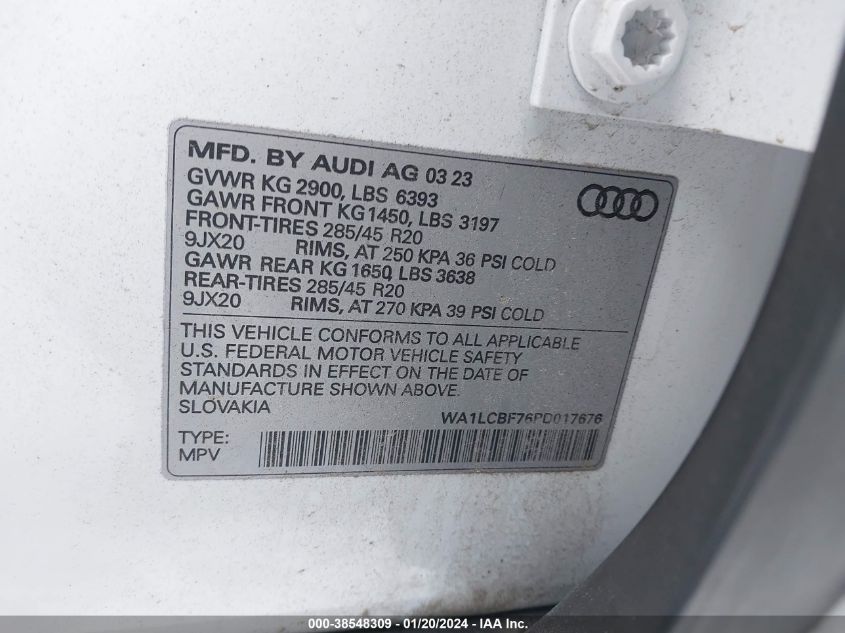 MFD. BY AUDI AG 03 23
GVWR KG 2900, LBS 6393
GAWR FRONT KG1450, LBS 3197
FRONT-TIRES 285/45 R20
9JX20 RIMS, AT 250 KPA 36 PSI COLD
GAWR REAR KG 1650, LBS 3638
REAR-TIRES 285/45 R20
9JX20 RIMS, AT 270 KPA 39 PSI COLD
THIS VEHICLE CONFORMS TO ALL APPLICABLE
U.S. FEDERAL MOTOR VEHICLE SAFETY
STANDARDS IN EFFECT ON THE DATE OF
MANUFACTURE SHOWN ABOVE.
SLOVAKIA WA1LCBF76PD017676
TYPE:
MPV
000-38548309 - 01/20/2024 - IAAI.com